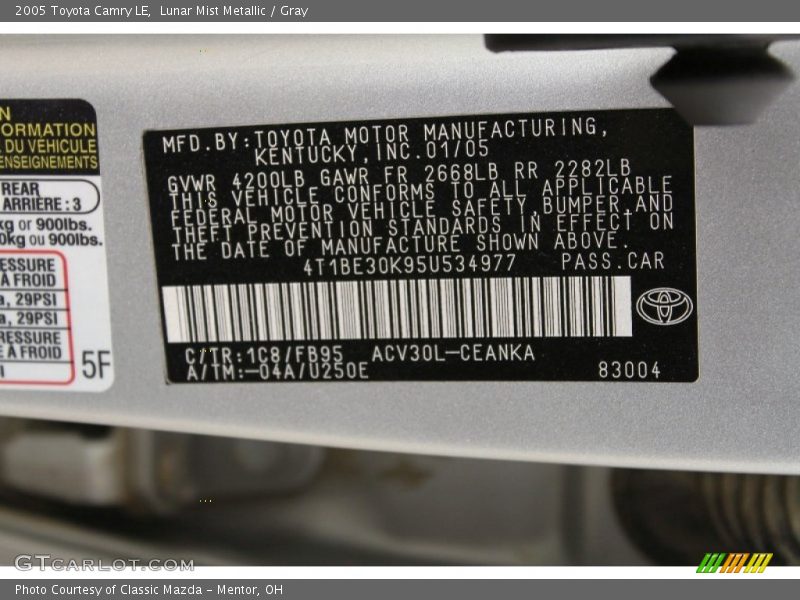 2005 Toyota Camry LE, Lunar Mist Metallic / Gray
N
ORMATION
DU VÉHICULE
ENSEIGNEMENTS
REAR
ARRIÈRE : 3
kg or 900lbs.
0kg ou 900lbs.
ESSURE
À FROID
a, 29PSI
a, 29PSI
RESSURE
E À FROID
5F
MFD.BY:TOYOTA MOTOR MANUFACTURING,
KENTUCKY,INC.01/05
GVWR 4200LB GAWR FR 2668LB RR 2282LB
THIS VEHICLE CONFORMS TO ALL APPLICABLE
FEDERAL MOTOR VEHICLE SAFETY,BUMPER,AND
THEFT PREVENTION STANDARDS IN EFFECT ON
THE DATE OF MANUFACTURE SHOWN ABOVE.
4T1BE30K95U534977 PASS.CAR
C/TR:1C8/FB95 ACV30L-CEANKA
A/TM:-04A/U250E 83004
GTCARLOT.COM
Photo Courtesy of Classic Mazda - Mentor, OH